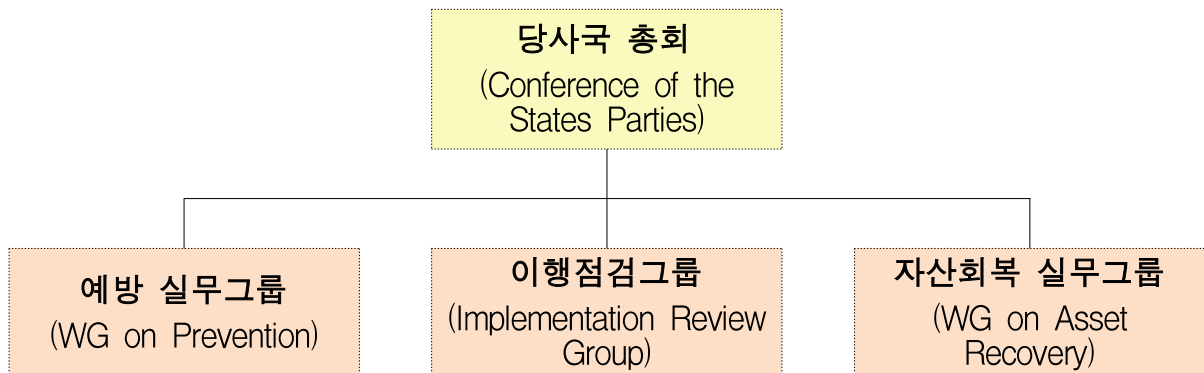 당사국 총회
(Conference of the
States Parties)
예방 실무그룹
(WG on Prevention)
이행점검그룹
(Implementation Review
Group)
자산회복 실무그룹
(WG on Asset
Recovery)